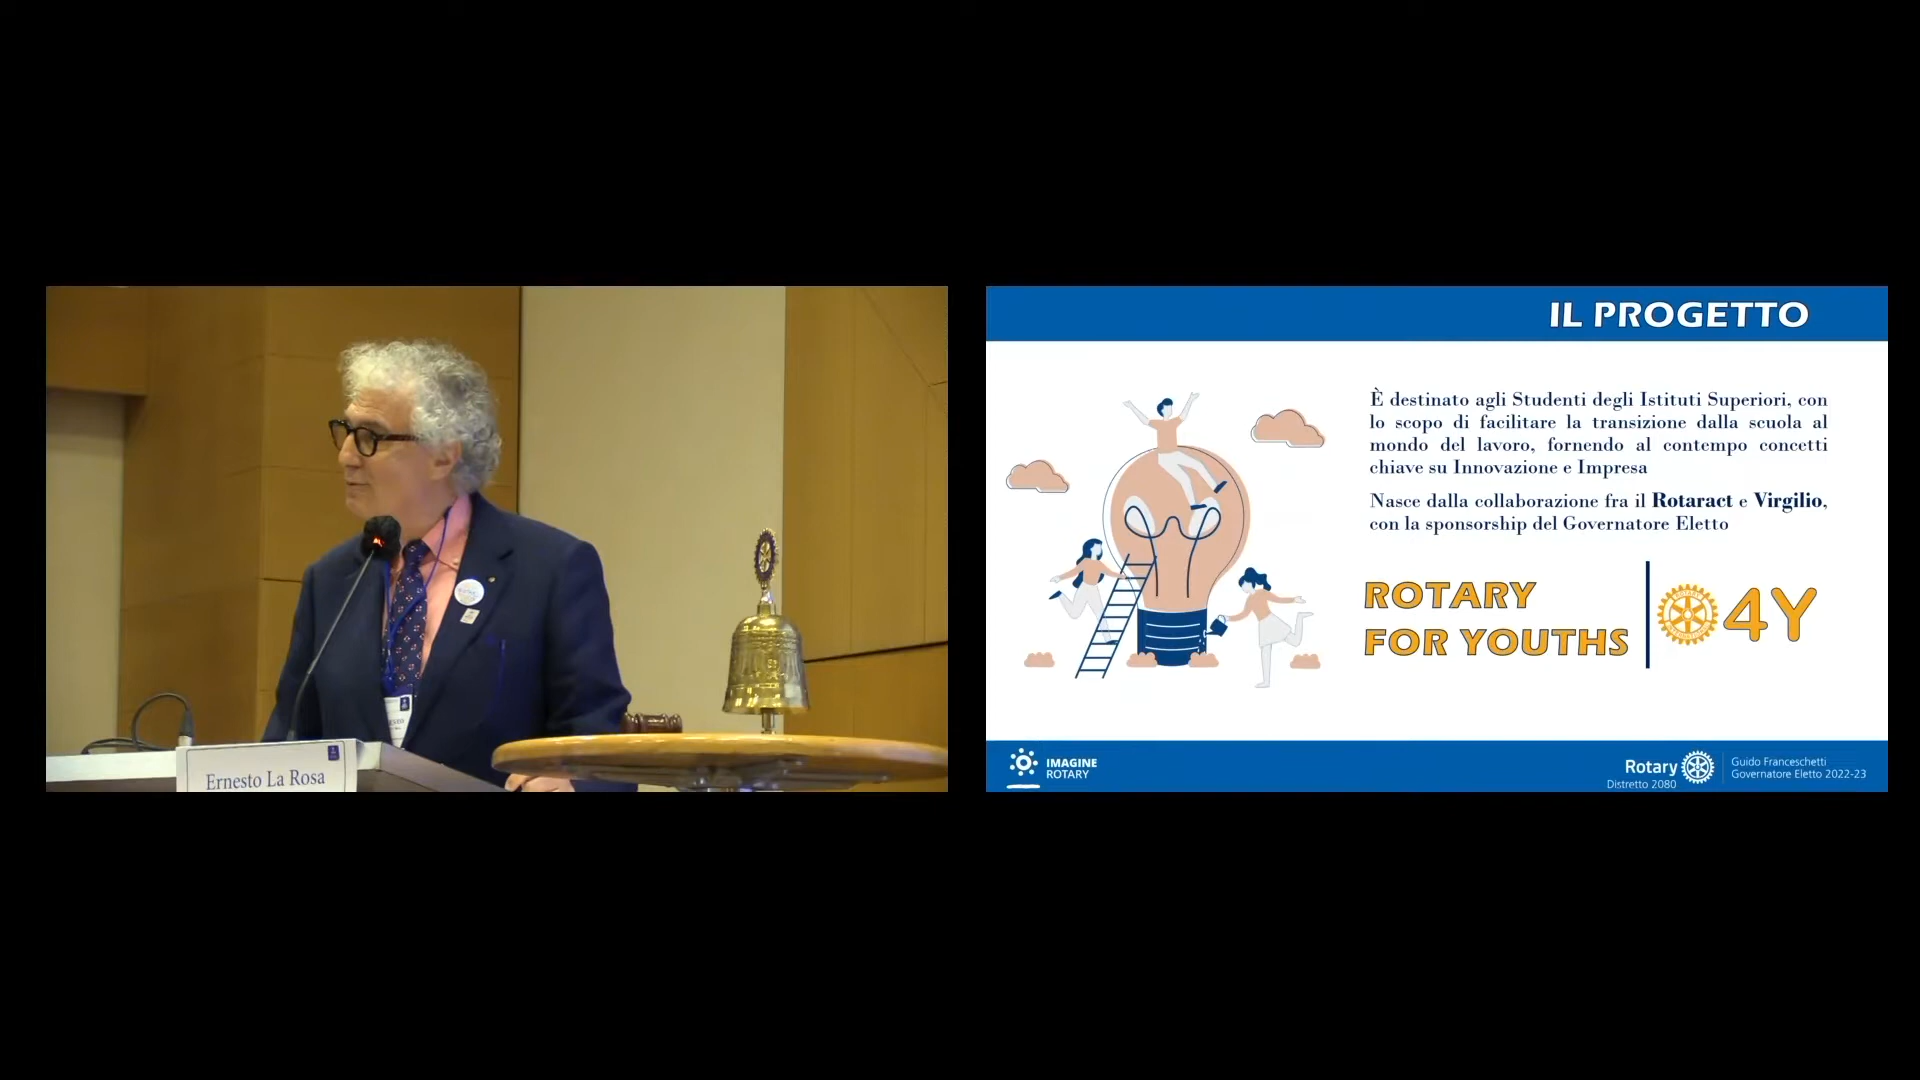 Ernesto La Rosa
IL PROGETTO
È destinato agli Studenti degli Istituti Superiori, con
lo scopo di facilitare la transizione dalla scuola al
mondo del lavoro, fornendo al contempo concetti
chiave su Innovazione e Impresa
Nasce dalla collaborazione fra il Rotaract e Virgilio,
con la sponsorship del Governatore Eletto
ROTARY
FOR YOUTHS
4Y
IMAGINE
ROTARY
Rotary
Distretto 2080
Guido Franceschetti
Governatore Eletto 2022-23